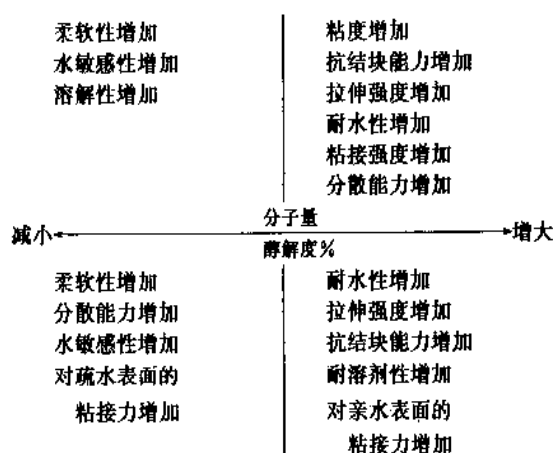 柔软性增加
水敏感性增加
溶解性增加
粘度增加
抗结块能力增加
拉伸强度增加
耐水性增加
粘接强度增加
分散能力增加
减小
分子量
醇解度%
增大
柔软性增加
分散能力增加
水敏感性增加
对疏水表面的
粘接力增加
耐水性增加
拉伸强度增加
抗结块能力增加
耐溶剂性增加
对亲水表面的
粘接力增加